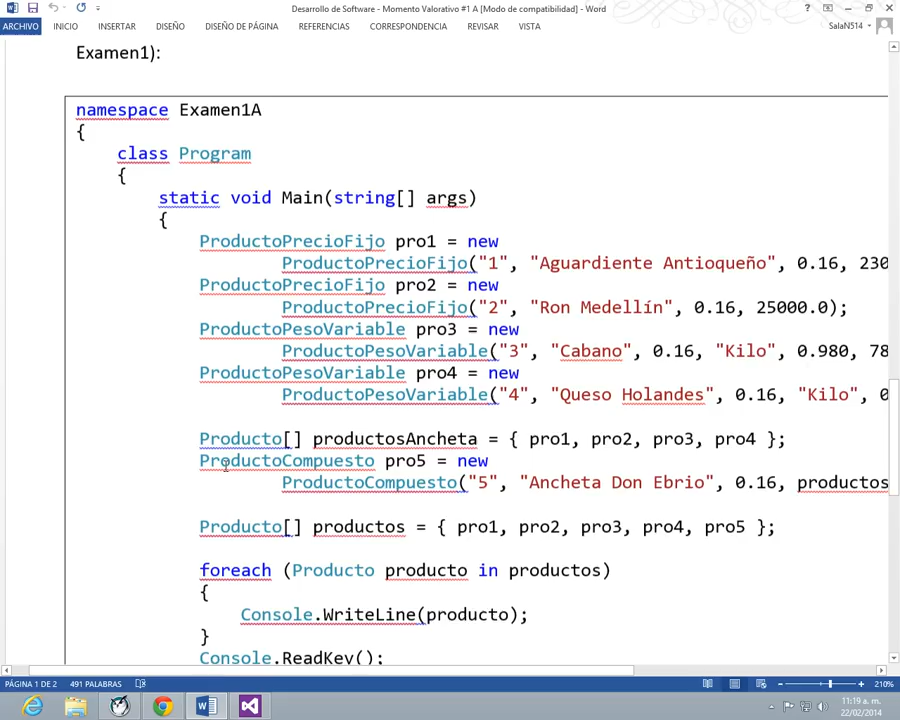 Desarrollo de Software - Momento Valorativo #1 A [Modo de compatibilidad] - Word
ARCHIVO INICIO INSERTAR DISEÑO DISEÑO DE PÁGINA REFERENCIAS CORRESPONDENCIA REVISAR VISTA SalaN514
Examen1):
namespace Examen1A
{
class Program
{
static void Main(string[] args)
{
ProductoPrecioFijo pro1 = new
ProductoPrecioFijo("1", "Aguardiente Antioqueño", 0.16, 230
ProductoPrecioFijo pro2 = new
ProductoPrecioFijo("2", "Ron Medellín", 0.16, 25000.0);
ProductoPesoVariable pro3 = new
ProductoPesoVariable("3", "Cabano", 0.16, "Kilo", 0.980, 78
ProductoPesoVariable pro4 = new
ProductoPesoVariable("4", "Queso Holandes", 0.16, "Kilo", 0
Producto[] productosAncheta = { pro1, pro2, pro3, pro4 };
ProductoCompuesto pro5 = new
ProductoCompuesto("5", "Ancheta Don Ebrio", 0.16, productos
Producto[] productos = { pro1, pro2, pro3, pro4, pro5 };
foreach (Producto producto in productos)
{
Console.WriteLine(producto);
}
Console.ReadKey();
PÁGINA 1 DE 2 491 PALABRAS 210%
11:19 a. m.
22/02/2014